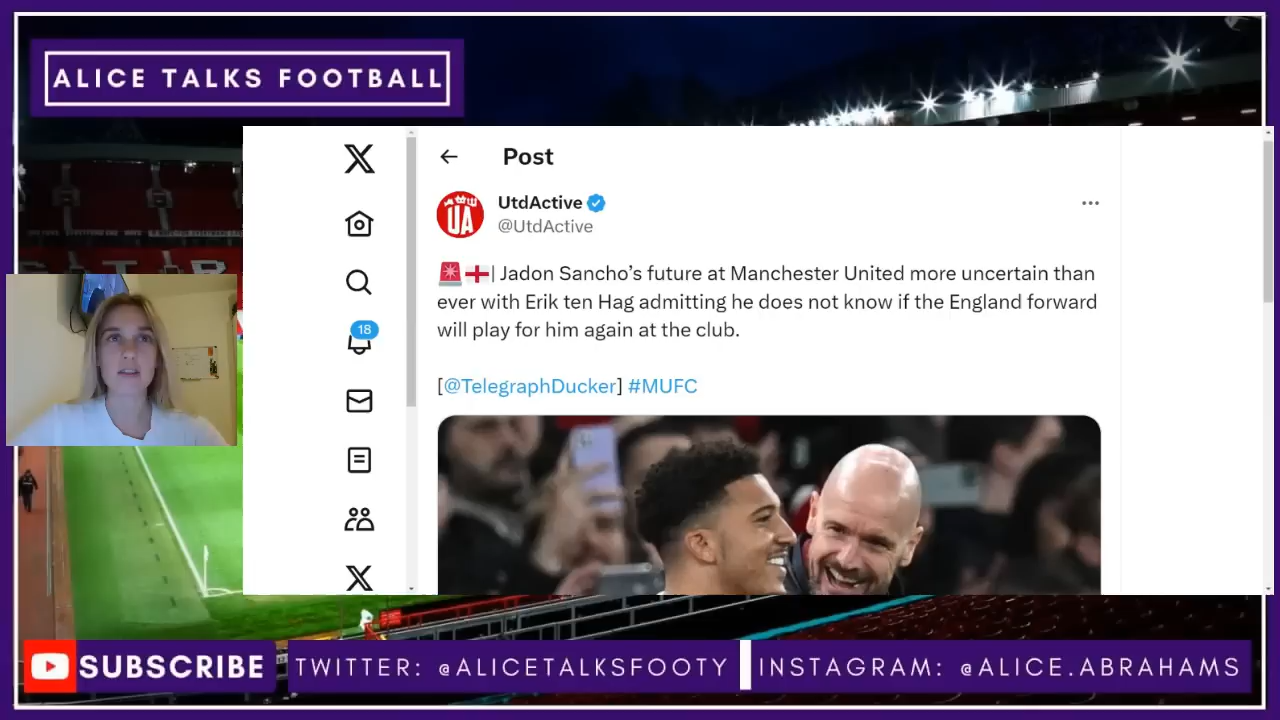 ALICE TALKS FOOTBALL
Post
UA
UtdActive
@UtdActive
🚨🏴󠁧󠁢󠁥󠁮󠁧󠁿| Jadon Sancho’s future at Manchester United more uncertain than
ever with Erik ten Hag admitting he does not know if the England forward
will play for him again at the club.
[@TelegraphDucker] #MUFC
18
SUBSCRIBE
TWITTER: @ALICETALKSFOOTY
INSTAGRAM: @ALICE.ABRAHAMS